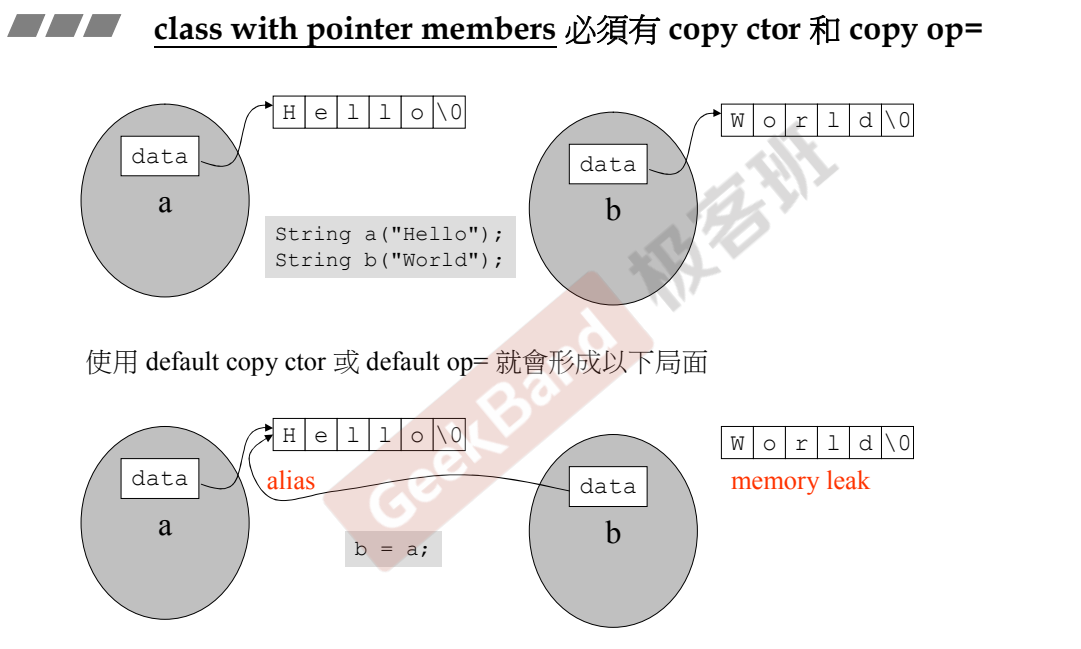 class with pointer members 必須有 copy ctor 和 copy op=
H e l l o \0
W o r l d \0
data
data
a
b
String a("Hello");
String b("World");
极客班
GeekBand
使用 default copy ctor 或 default op= 就會形成以下局面
H e l l o \0
W o r l d \0
data
alias
data
memory leak
a
b
b = a;